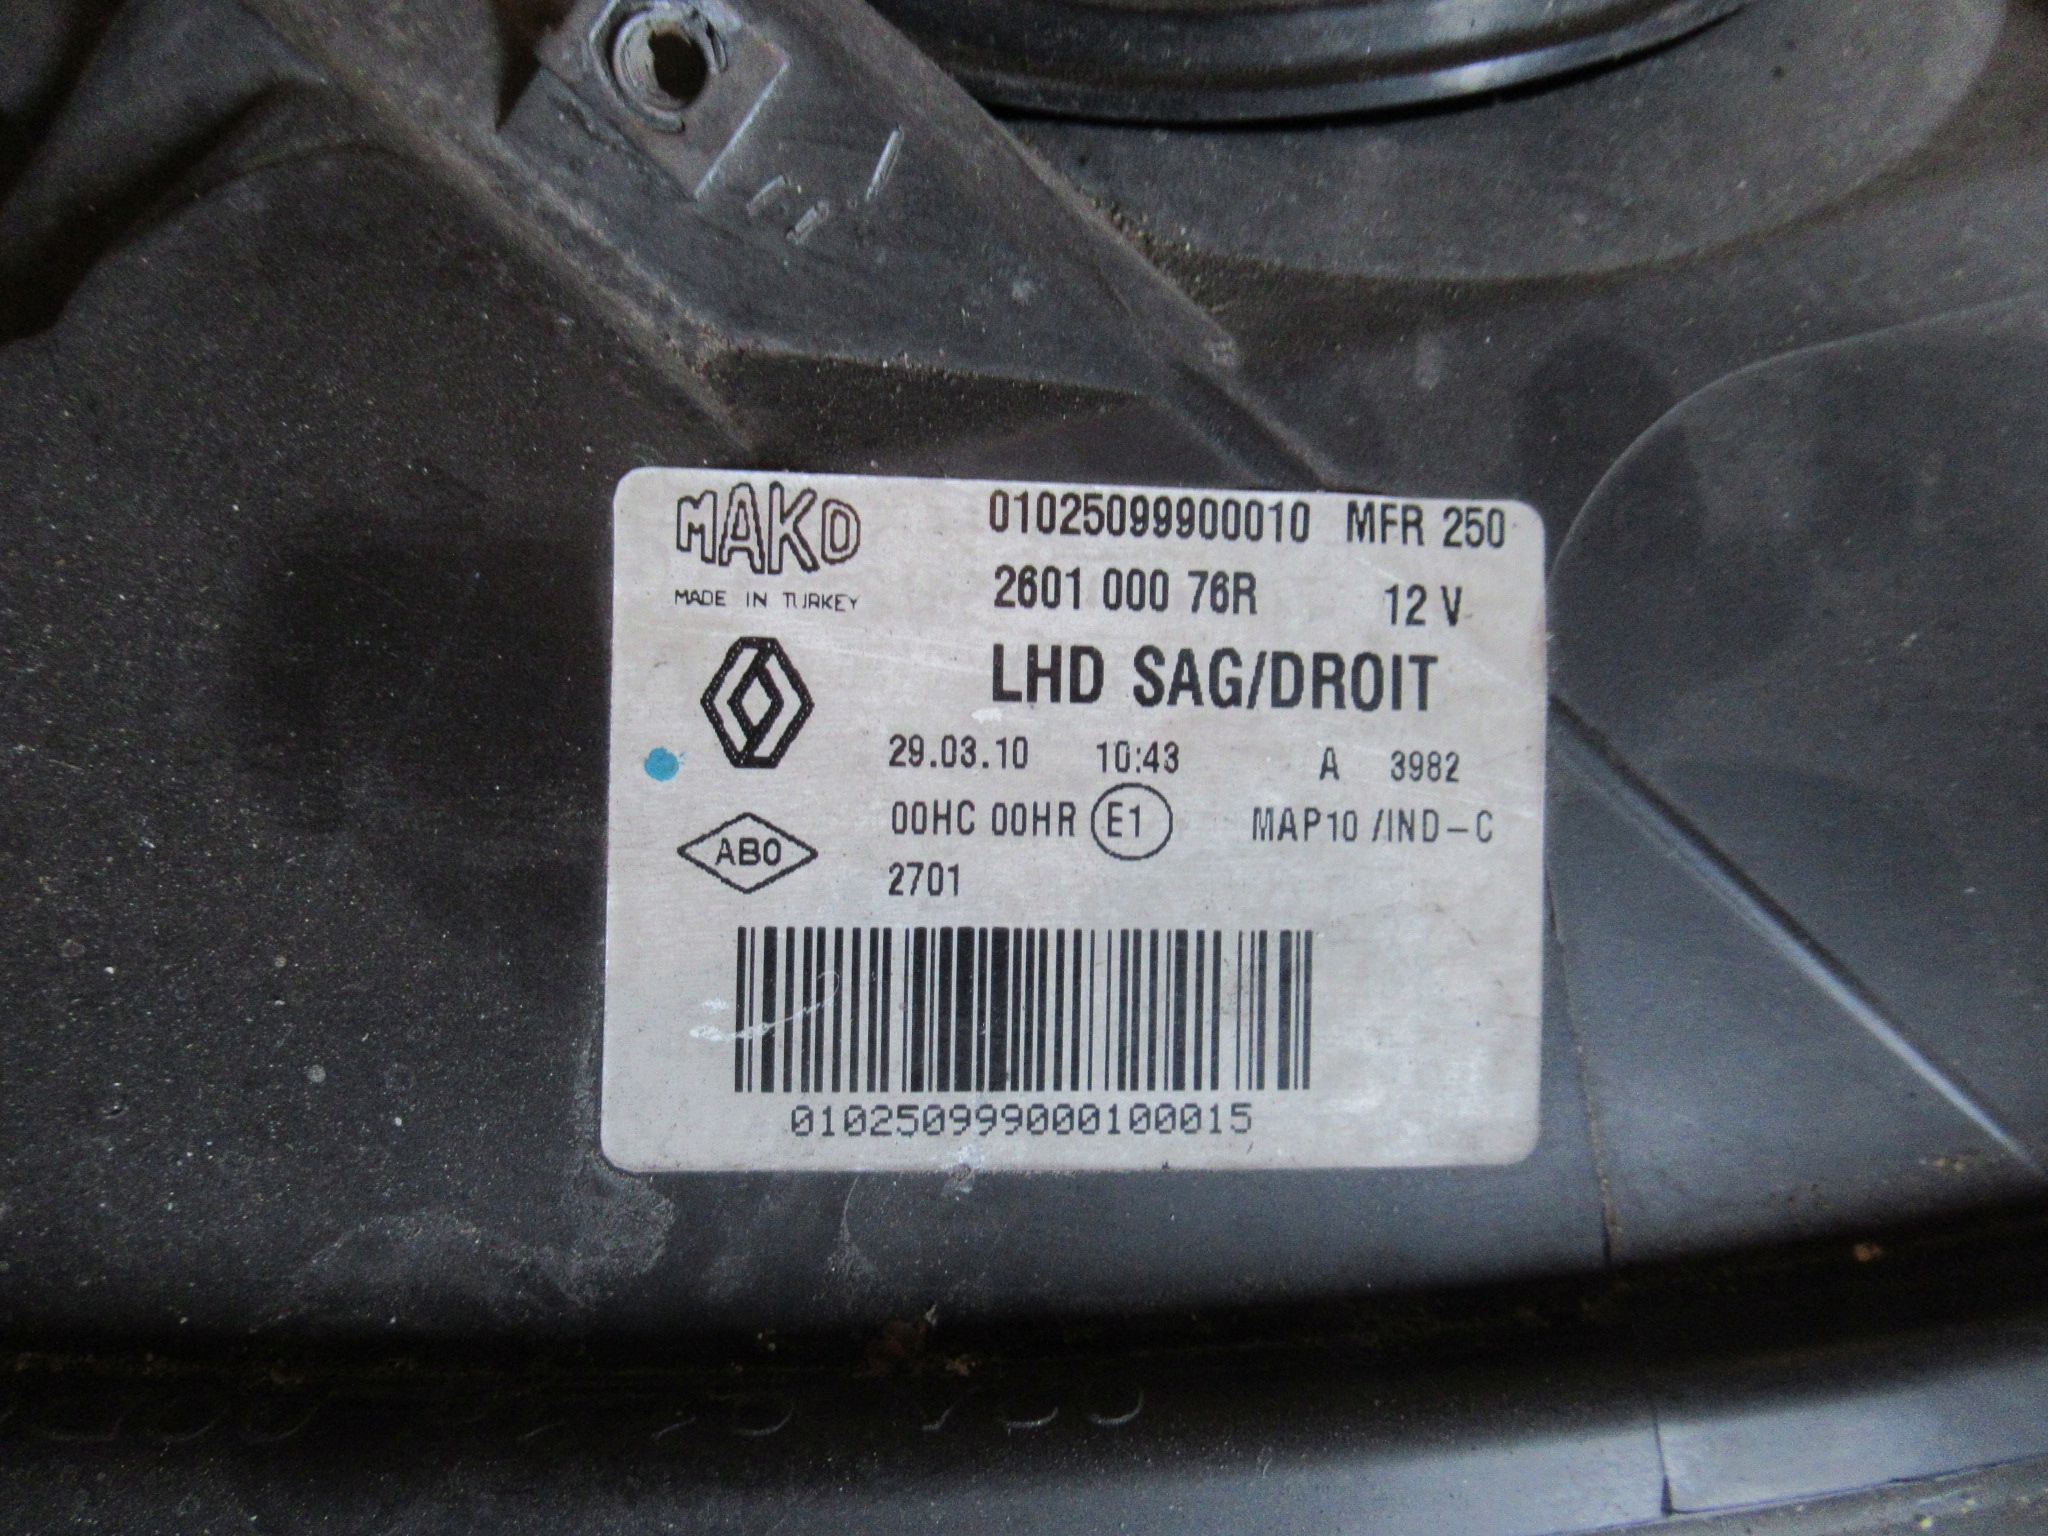 MAKO 01025099900010 MFR 250
MADE IN TURKEY 2601 000 76R 12 V
LHD SAG/DROIT
29.03.10 10:43 A 3982
00HC 00HR E1 MAP10 /IND-C
ABO
2701
010250999000100015